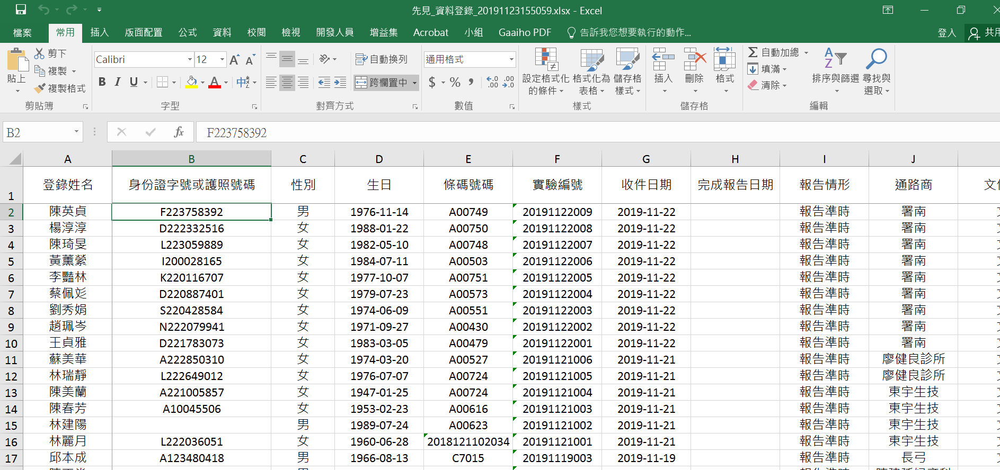 先見_資料登錄_20191123155059.xlsx - Excel
檔案 常用 插入 版面配置 公式 資料 校閱 檢視 開發人員 增益集 Acrobat 小組 Gaaiho PDF 告訴我您想要執行的動作... 登入 共用
剪下
複製
複製格式
貼上
剪貼簿
Calibri 12
B I U A 中
字型
自動換列
跨欄置中
對齊方式
通用格式
$ % , .00 .0
數值
設定格式化的條件
格式化為表格
儲存格樣式
樣式
插入 刪除 格式
儲存格
自動加總
填滿
清除
排序與篩選
尋找與選取
編輯
B2 fx F223758392
A B C D E F G H I J
1 登錄姓名 身份證字號或護照號碼 性別 生日 條碼號碼 實驗編號 收件日期 完成報告日期 報告情形 通路商
2 陳英貞 F223758392 男 1976-11-14 A00749 20191122009 2019-11-22 報告準時 署南
3 楊淳淳 D222332516 女 1988-01-22 A00750 20191122008 2019-11-22 報告準時 署南
4 陳琦旻 L223059889 女 1982-05-10 A00748 20191122007 2019-11-22 報告準時 署南
5 黃薰縈 I200028165 女 1984-07-11 A00503 20191122006 2019-11-22 報告準時 署南
6 李豔林 K220116707 女 1977-10-07 A00751 20191122005 2019-11-22 報告準時 署南
7 蔡佩彣 D220887401 女 1979-07-23 A00573 20191122004 2019-11-22 報告準時 署南
8 劉秀娟 S220428584 女 1974-06-09 A00551 20191122003 2019-11-22 報告準時 署南
9 趙珮岑 N222079941 女 1971-09-27 A00430 20191122002 2019-11-22 報告準時 署南
10 王貞雅 D221783073 女 1983-03-05 A00479 20191122001 2019-11-22 報告準時 署南
11 蘇美華 A222850310 女 1974-03-20 A00527 20191121006 2019-11-21 報告準時 廖健良診所
12 林瑞靜 L222649012 女 1976-07-07 A00724 20191121005 2019-11-21 報告準時 廖健良診所
13 陳美蘭 A221005857 女 1947-01-25 A00724 20191121004 2019-11-21 報告準時 東宇生技
14 陳春芳 A10045506 女 1953-02-23 A00616 20191121003 2019-11-21 報告準時 東宇生技
15 林建陽 男 1989-07-24 A00623 20191121002 2019-11-21 報告準時 東宇生技
16 林麗月 L222036051 女 1960-06-28 2018121102034 20191121001 2019-11-21 報告準時 東宇生技
17 邱本成 A123480418 男 1966-08-13 C7015 20191119003 2019-11-19 報告準時 長弓